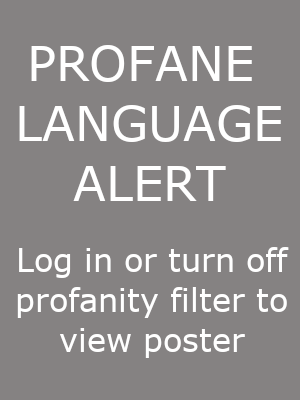 PROFANE
LANGUAGE
ALERT
Log in or turn off
profanity filter to
view poster